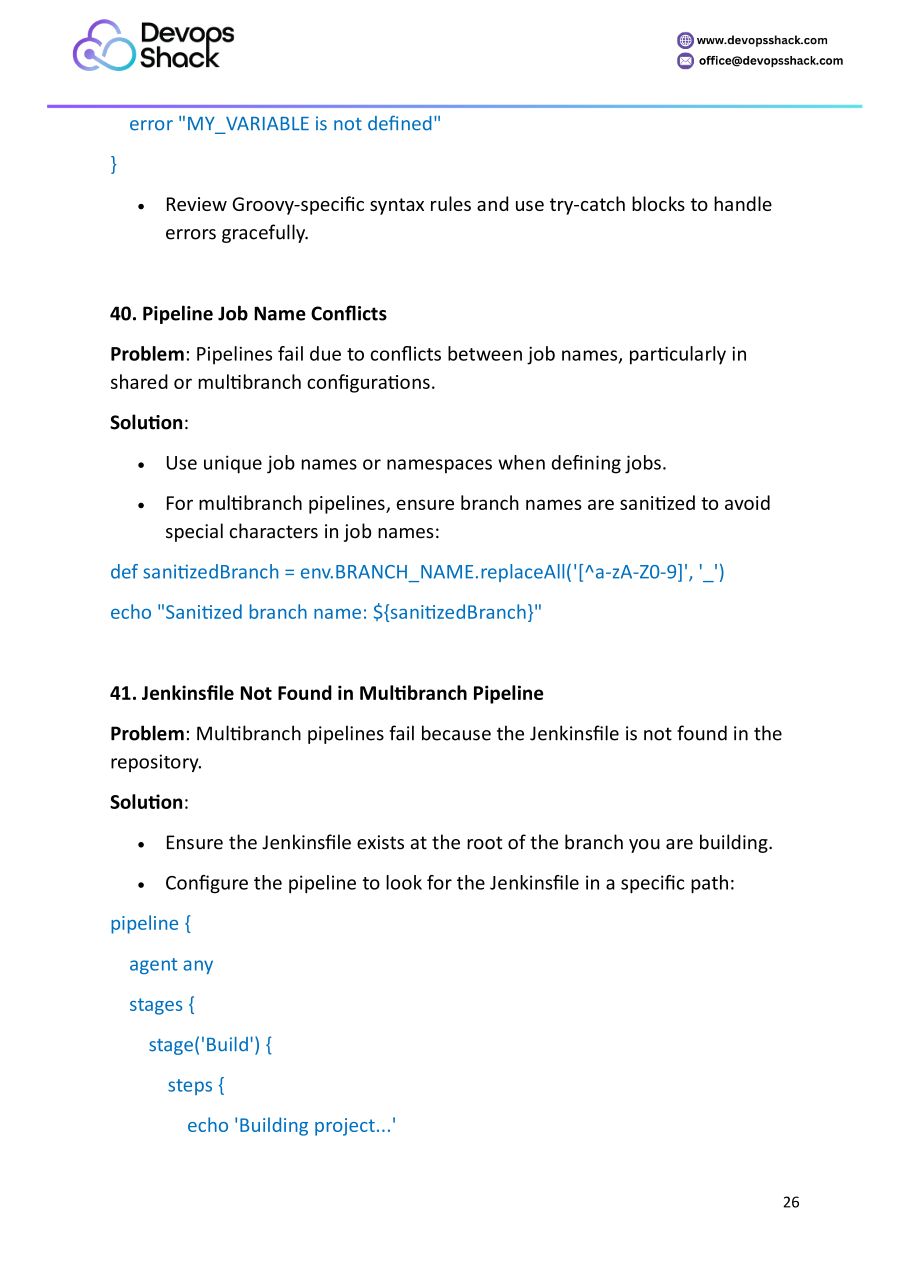 Devops
Shack
www.devopsshack.com
office@devopsshack.com
error "MY_VARIABLE is not defined"
}
• Review Groovy-specific syntax rules and use try-catch blocks to handle
errors gracefully.
40. Pipeline Job Name Conflicts
Problem: Pipelines fail due to conflicts between job names, particularly in
shared or multibranch configurations.
Solution:
• Use unique job names or namespaces when defining jobs.
• For multibranch pipelines, ensure branch names are sanitized to avoid
special characters in job names:
def sanitizedBranch = env.BRANCH_NAME.replaceAll('[^a-zA-Z0-9]', '_')
echo "Sanitized branch name: ${sanitizedBranch}"
41. Jenkinsfile Not Found in Multibranch Pipeline
Problem: Multibranch pipelines fail because the Jenkinsfile is not found in the
repository.
Solution:
• Ensure the Jenkinsfile exists at the root of the branch you are building.
• Configure the pipeline to look for the Jenkinsfile in a specific path:
pipeline {
agent any
stages {
stage('Build') {
steps {
echo 'Building project...'
26